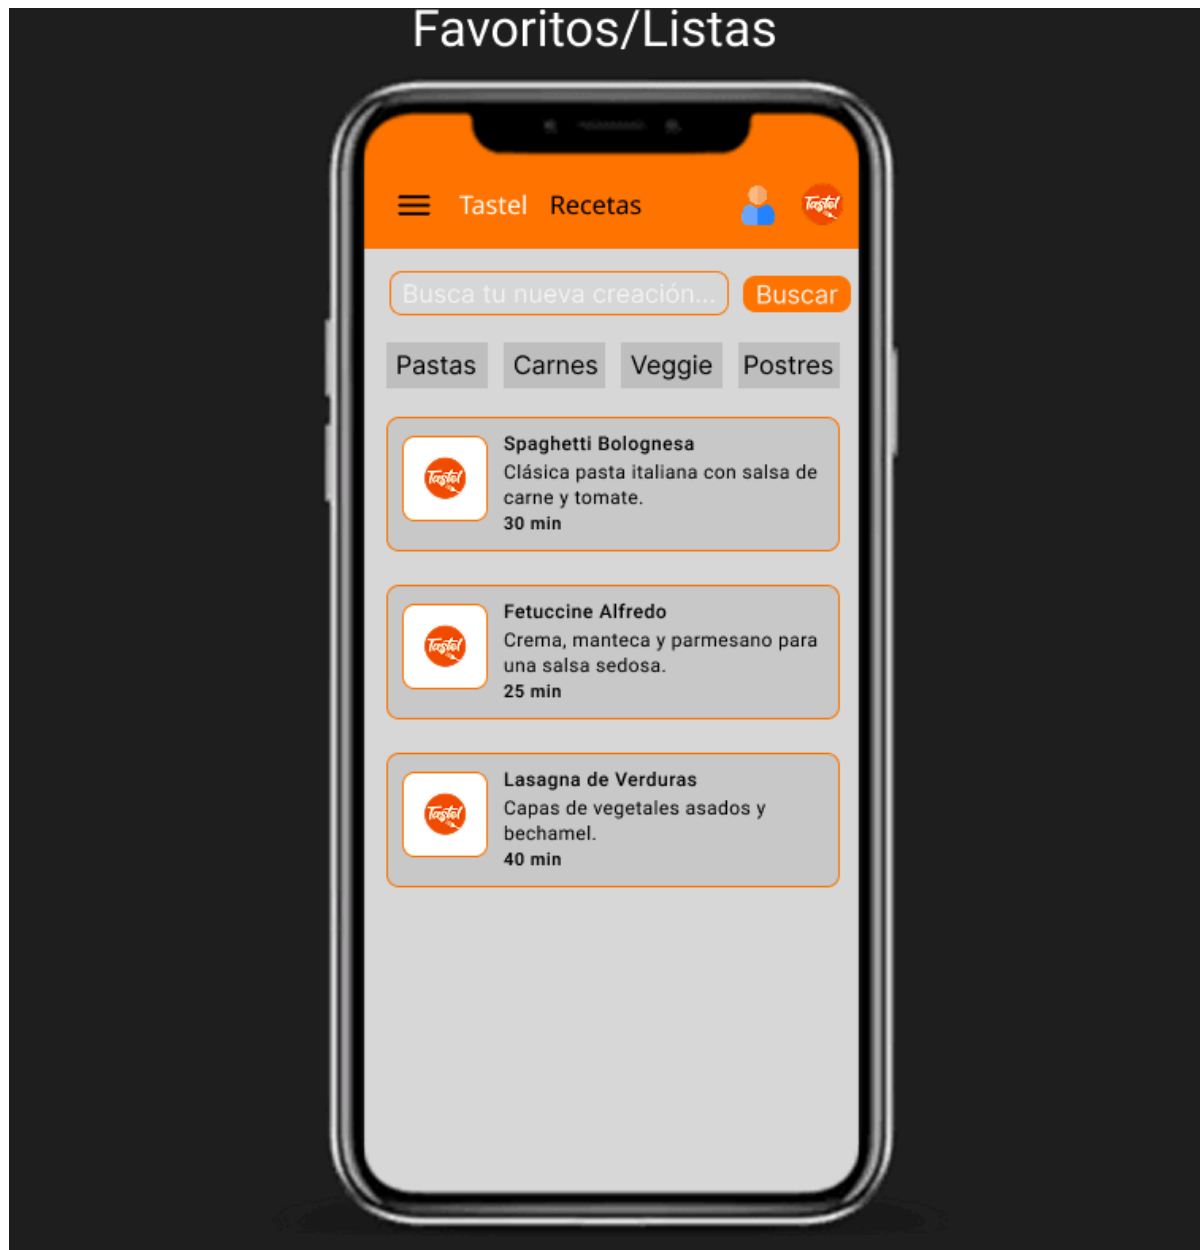 Favoritos/Listas
Tastel Recetas Tastel
Busca tu nueva creación... Buscar
Pastas Carnes Veggie Postres
Tastel
Spaghetti Bolognesa
Clásica pasta italiana con salsa de
carne y tomate.
30 min
Tastel
Fetuccine Alfredo
Crema, manteca y parmesano para
una salsa sedosa.
25 min
Tastel
Lasagna de Verduras
Capas de vegetales asados y
bechamel.
40 min